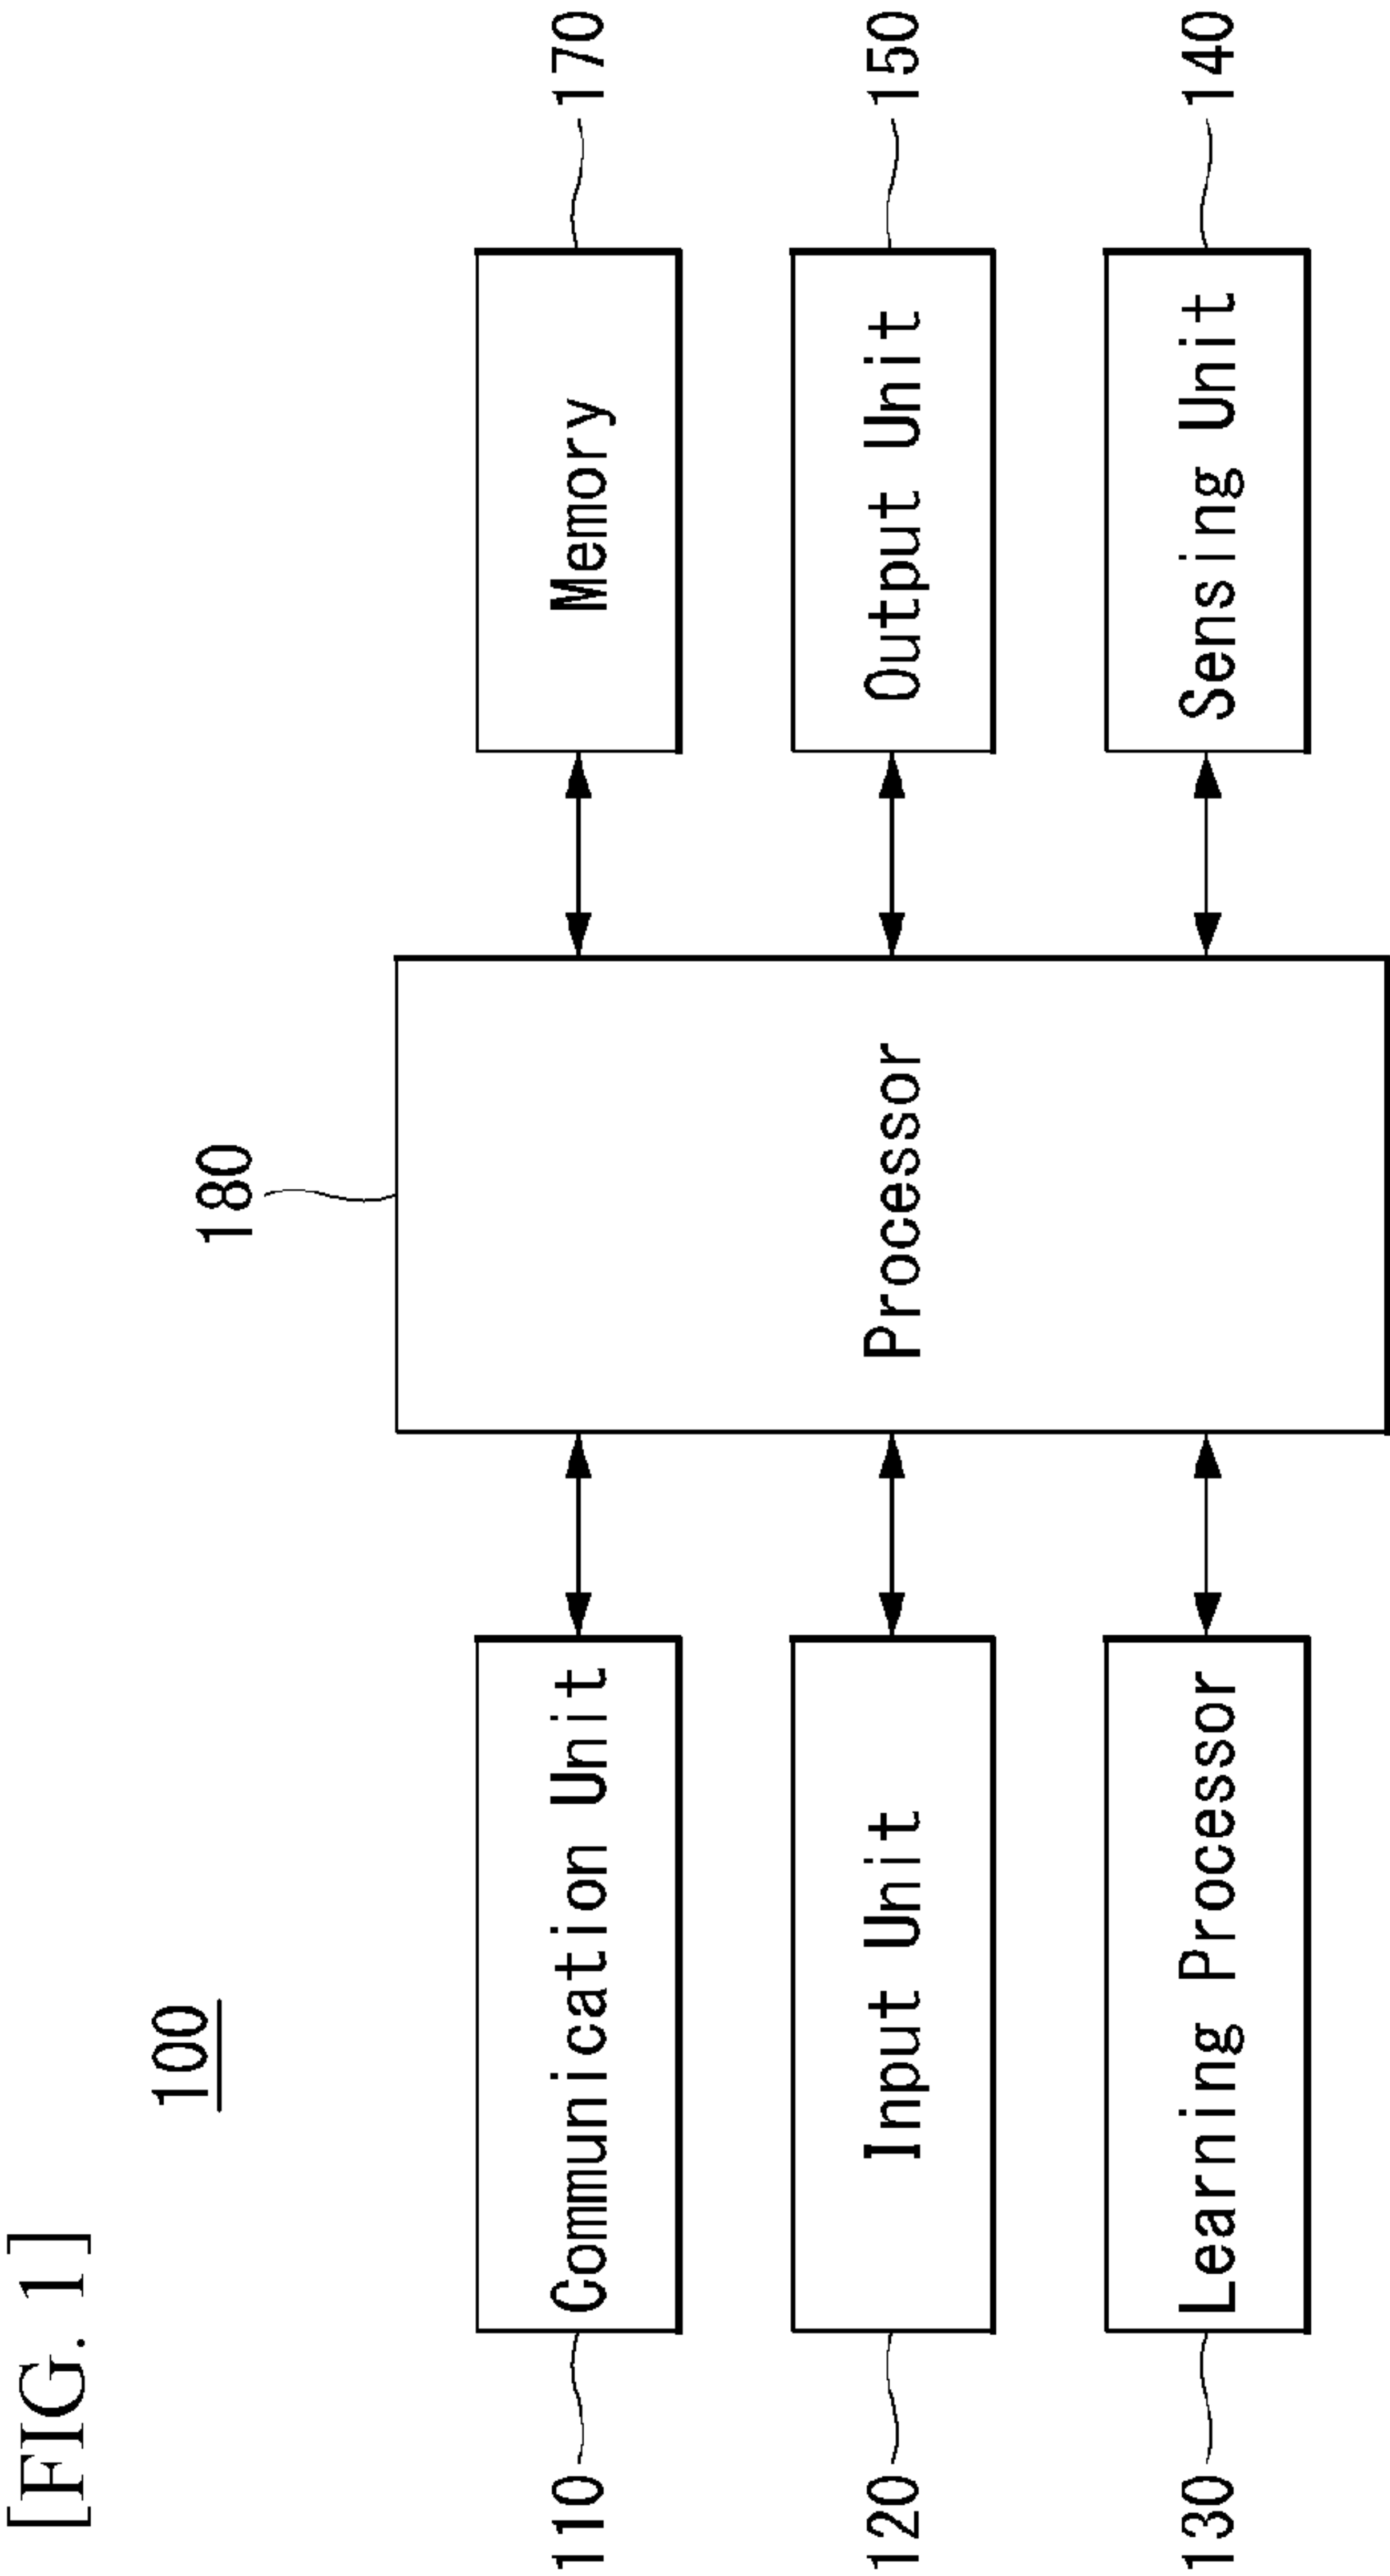 [FIG. 1]
100
180
110
Communication Unit
Memory
170
120
Input Unit
Processor
Output Unit
150
130
Learning Processor
Sensing Unit
140